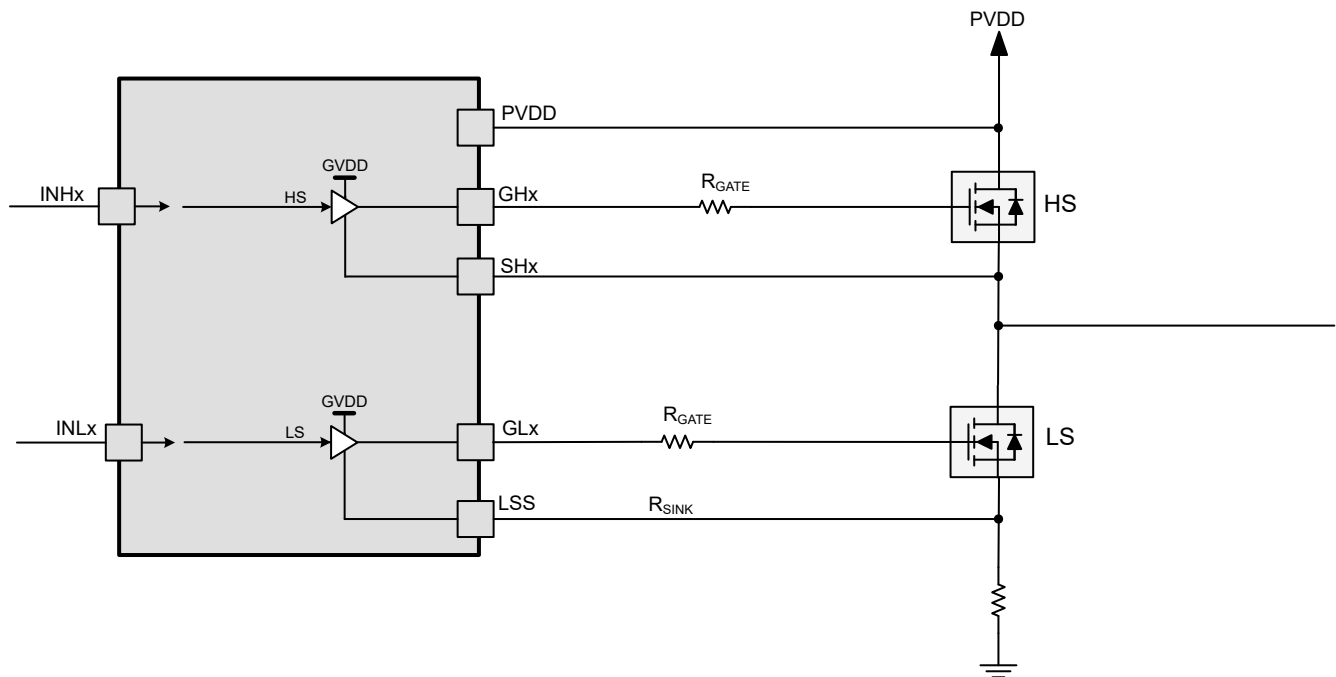 PVDD
PVDD
GVDD
INHx
HS
GHx
RGATE
HS
SHx
GVDD
INLx
LS
GLx
RGATE
LS
LSS
RSINK